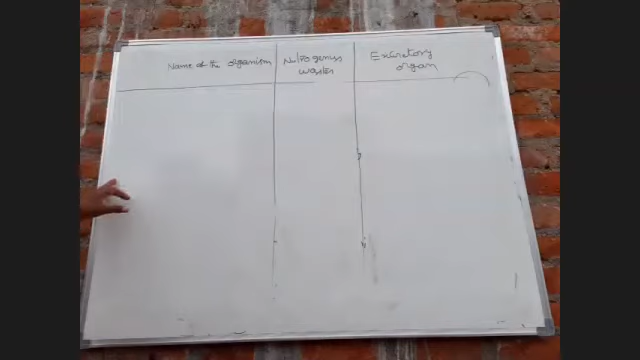 Name of the organism
Nitrogenous
wastes
Excretory
organ